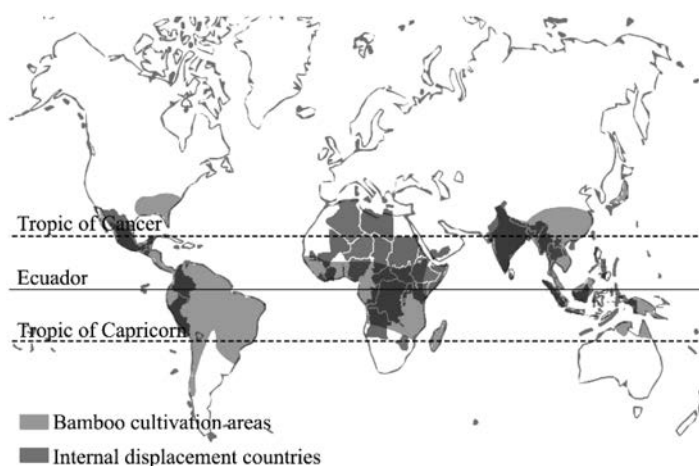 Tropic of Cancer
Ecuador
Tropic of Capricorn
Bamboo cultivation areas
Internal displacement countries